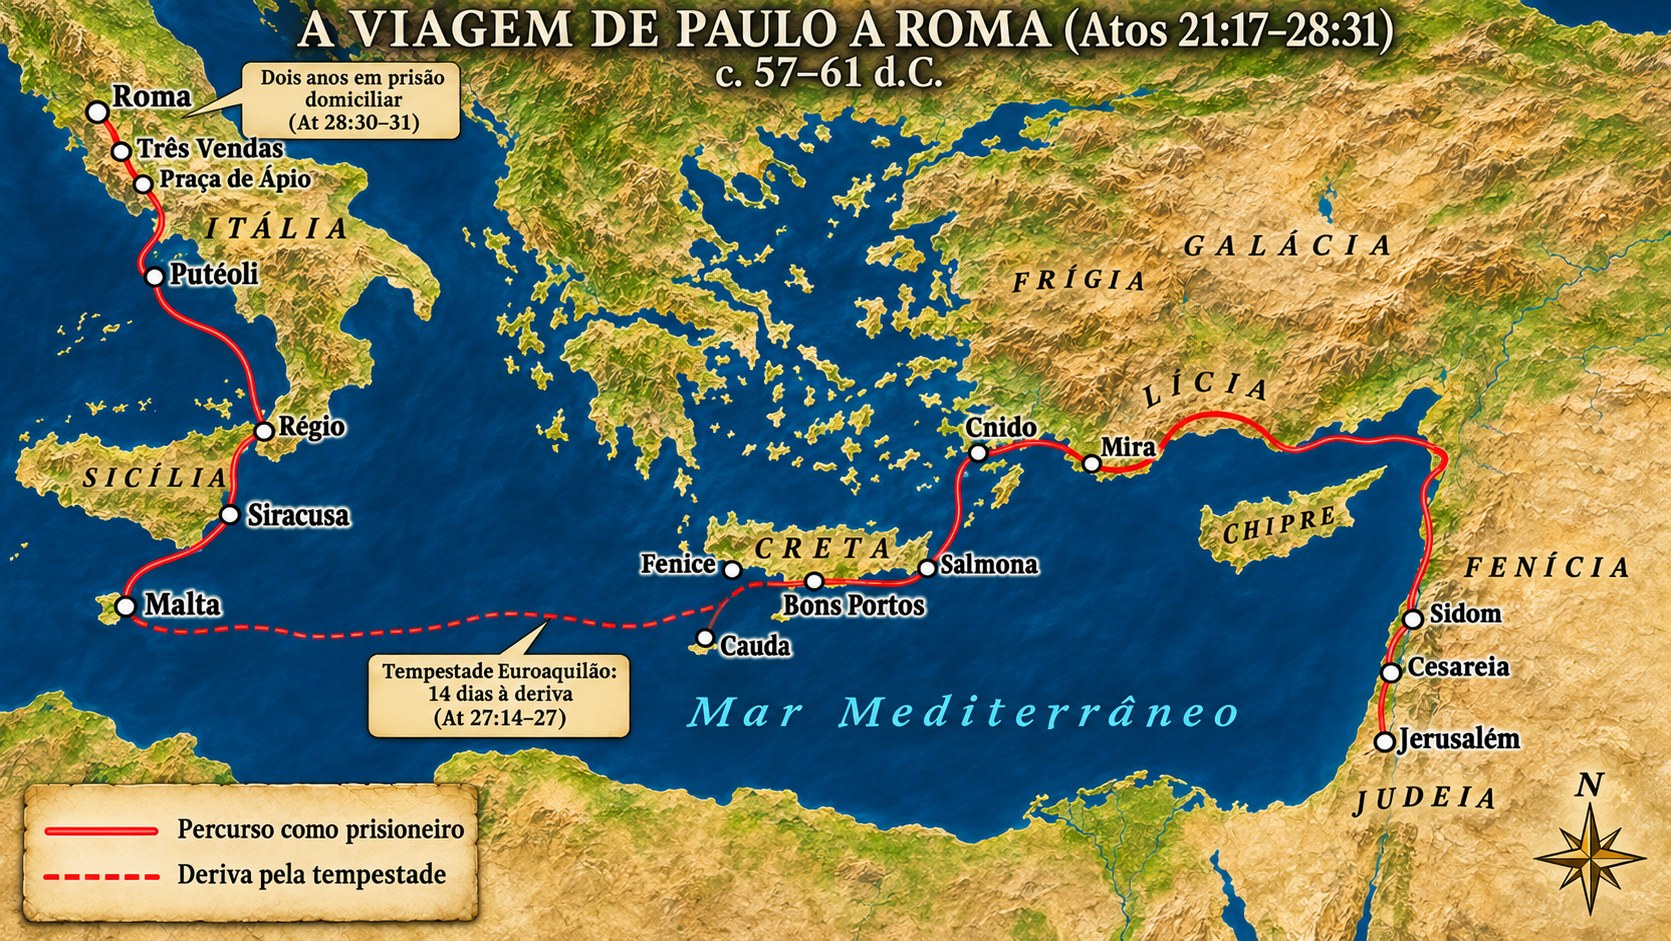 A VIAGEM DE PAULO A ROMA (Atos 21:17–28:31)
c. 57–61 d.C.
Dois anos em prisão
domiciliar
(At 28:30–31)
Roma
Três Vendas
Praça de Ápio
ITÁLIA
Putéoli
Régio
SICÍLIA
Siracusa
Malta
GALÁCIA
FRÍGIA
LÍCIA
Cnido
Mira
CHIPRE
CRETA
Fenice
Salmona
Bons Portos
Cauda
FENÍCIA
Sidom
Cesareia
Jerusalém
JUDEIA
Tempestade Euroaquilão:
14 dias à deriva
(At 27:14–27)
Mar Mediterrâneo
N
Percurso como prisioneiro
Deriva pela tempestade